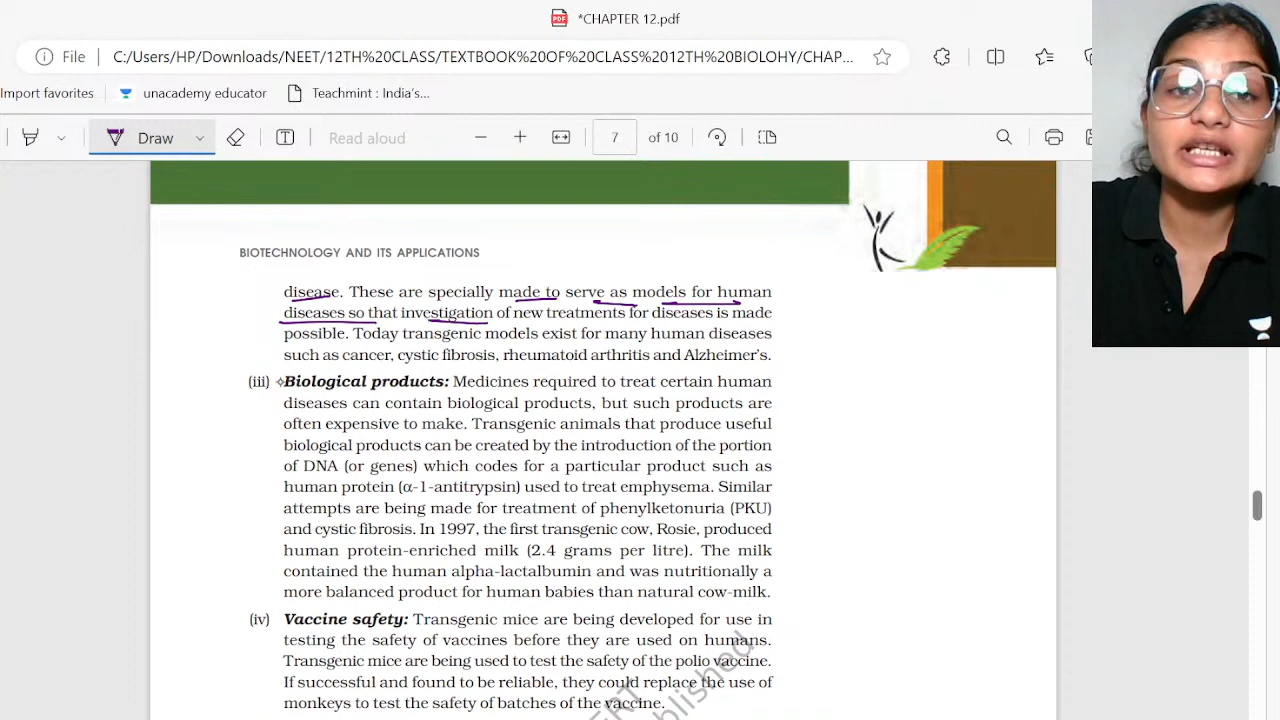 *CHAPTER 12.pdf
File C:/Users/HP/Downloads/NEET/12TH%20CLASS/TEXTBOOK%20OF%20CLASS%2012TH%20BIOLOHY/CHAP...
Import favorites unacademy educator Teachmint : India's...
Draw Read aloud 7 of 10
BIOTECHNOLOGY AND ITS APPLICATIONS
disease. These are specially made to serve as models for human
diseases so that investigation of new treatments for diseases is made
possible. Today transgenic models exist for many human diseases
such as cancer, cystic fibrosis, rheumatoid arthritis and Alzheimer's.
(iii) Biological products: Medicines required to treat certain human
diseases can contain biological products, but such products are
often expensive to make. Transgenic animals that produce useful
biological products can be created by the introduction of the portion
of DNA (or genes) which codes for a particular product such as
human protein (α-1-antitrypsin) used to treat emphysema. Similar
attempts are being made for treatment of phenylketonuria (PKU)
and cystic fibrosis. In 1997, the first transgenic cow, Rosie, produced
human protein-enriched milk (2.4 grams per litre). The milk
contained the human alpha-lactalbumin and was nutritionally a
more balanced product for human babies than natural cow-milk.
(iv) Vaccine safety: Transgenic mice are being developed for use in
testing the safety of vaccines before they are used on humans.
Transgenic mice are being used to test the safety of the polio vaccine.
If successful and found to be reliable, they could replace the use of
monkeys to test the safety of batches of the vaccine.